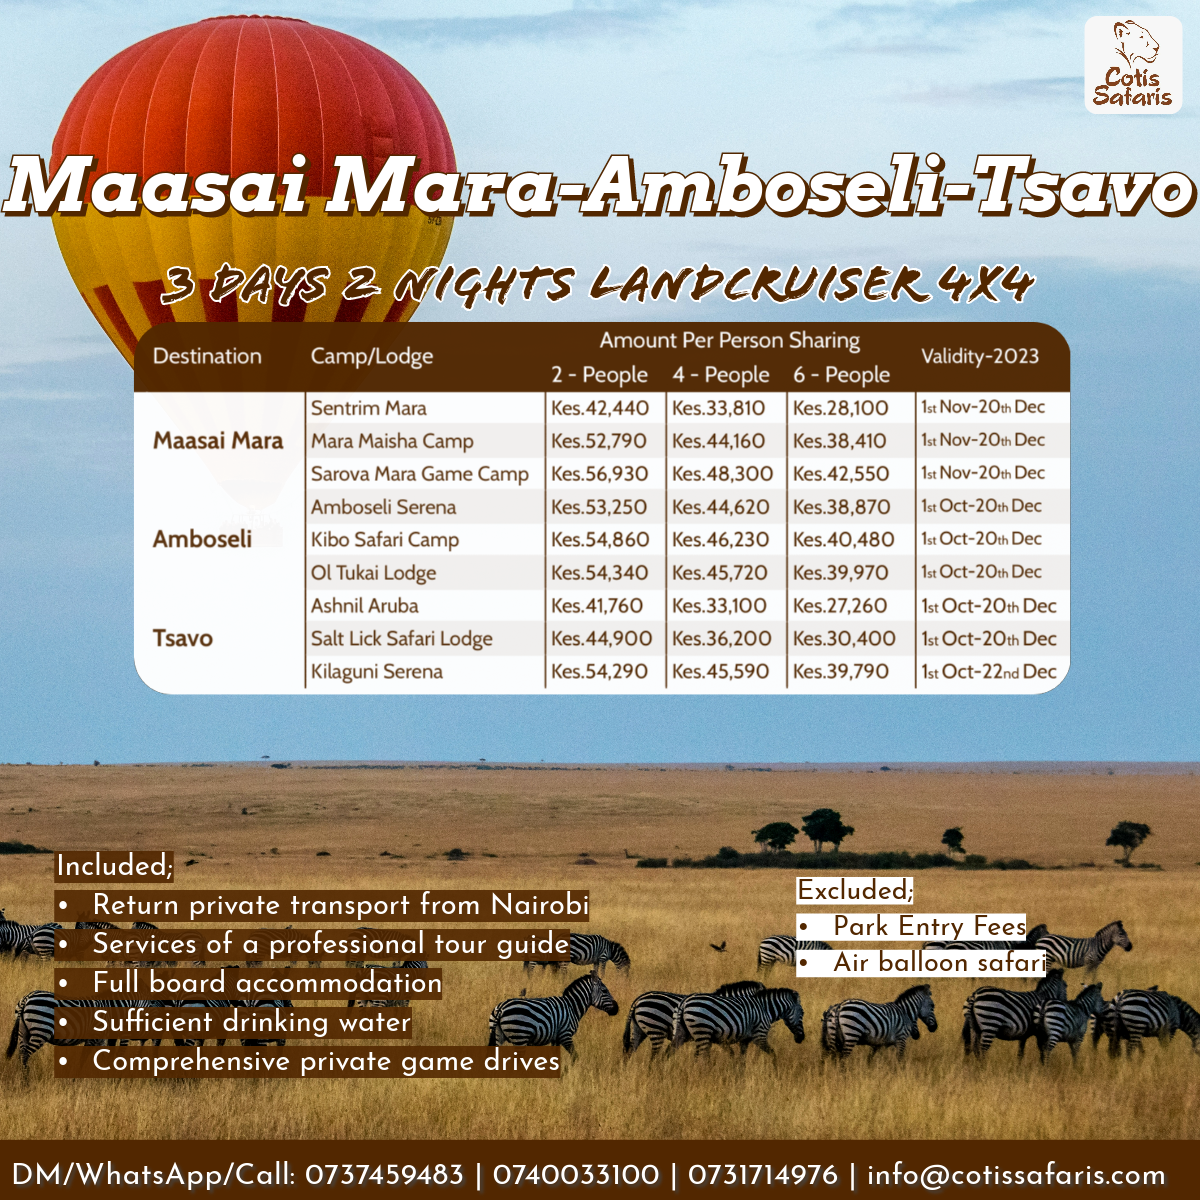 Cotis
Safaris
Maasai Mara-Amboseli-Tsavo
3 DAYS 2 NIGHTS LANDCRUISER 4X4
Destination Camp/Lodge Amount Per Person Sharing Validity-2023
2 - People 4 - People 6 - People
Sentrim Mara Kes.42,440 Kes.33,810 Kes.28,100 1st Nov-20th Dec
Maasai Mara Mara Maisha Camp Kes.52,790 Kes.44,160 Kes.38,410 1st Nov-20th Dec
Sarova Mara Game Camp Kes.56,930 Kes.48,300 Kes.42,550 1st Nov-20th Dec
Amboseli Serena Kes.53,250 Kes.44,620 Kes.38,870 1st Oct-20th Dec
Amboseli Kibo Safari Camp Kes.54,860 Kes.46,230 Kes.40,480 1st Oct-20th Dec
Ol Tukai Lodge Kes.54,340 Kes.45,720 Kes.39,970 1st Oct-20th Dec
Ashnil Aruba Kes.41,760 Kes.33,100 Kes.27,260 1st Oct-20th Dec
Tsavo Salt Lick Safari Lodge Kes.44,900 Kes.36,200 Kes.30,400 1st Oct-20th Dec
Kilaguni Serena Kes.54,290 Kes.45,590 Kes.39,790 1st Oct-22nd Dec
Included;
• Return private transport from Nairobi
• Services of a professional tour guide
• Full board accommodation
• Sufficient drinking water
• Comprehensive private game drives
Excluded;
• Park Entry Fees
• Air balloon safari
DM/WhatsApp/Call: 0737459483 | 0740033100 | 0731714976 | info@cotissafaris.com